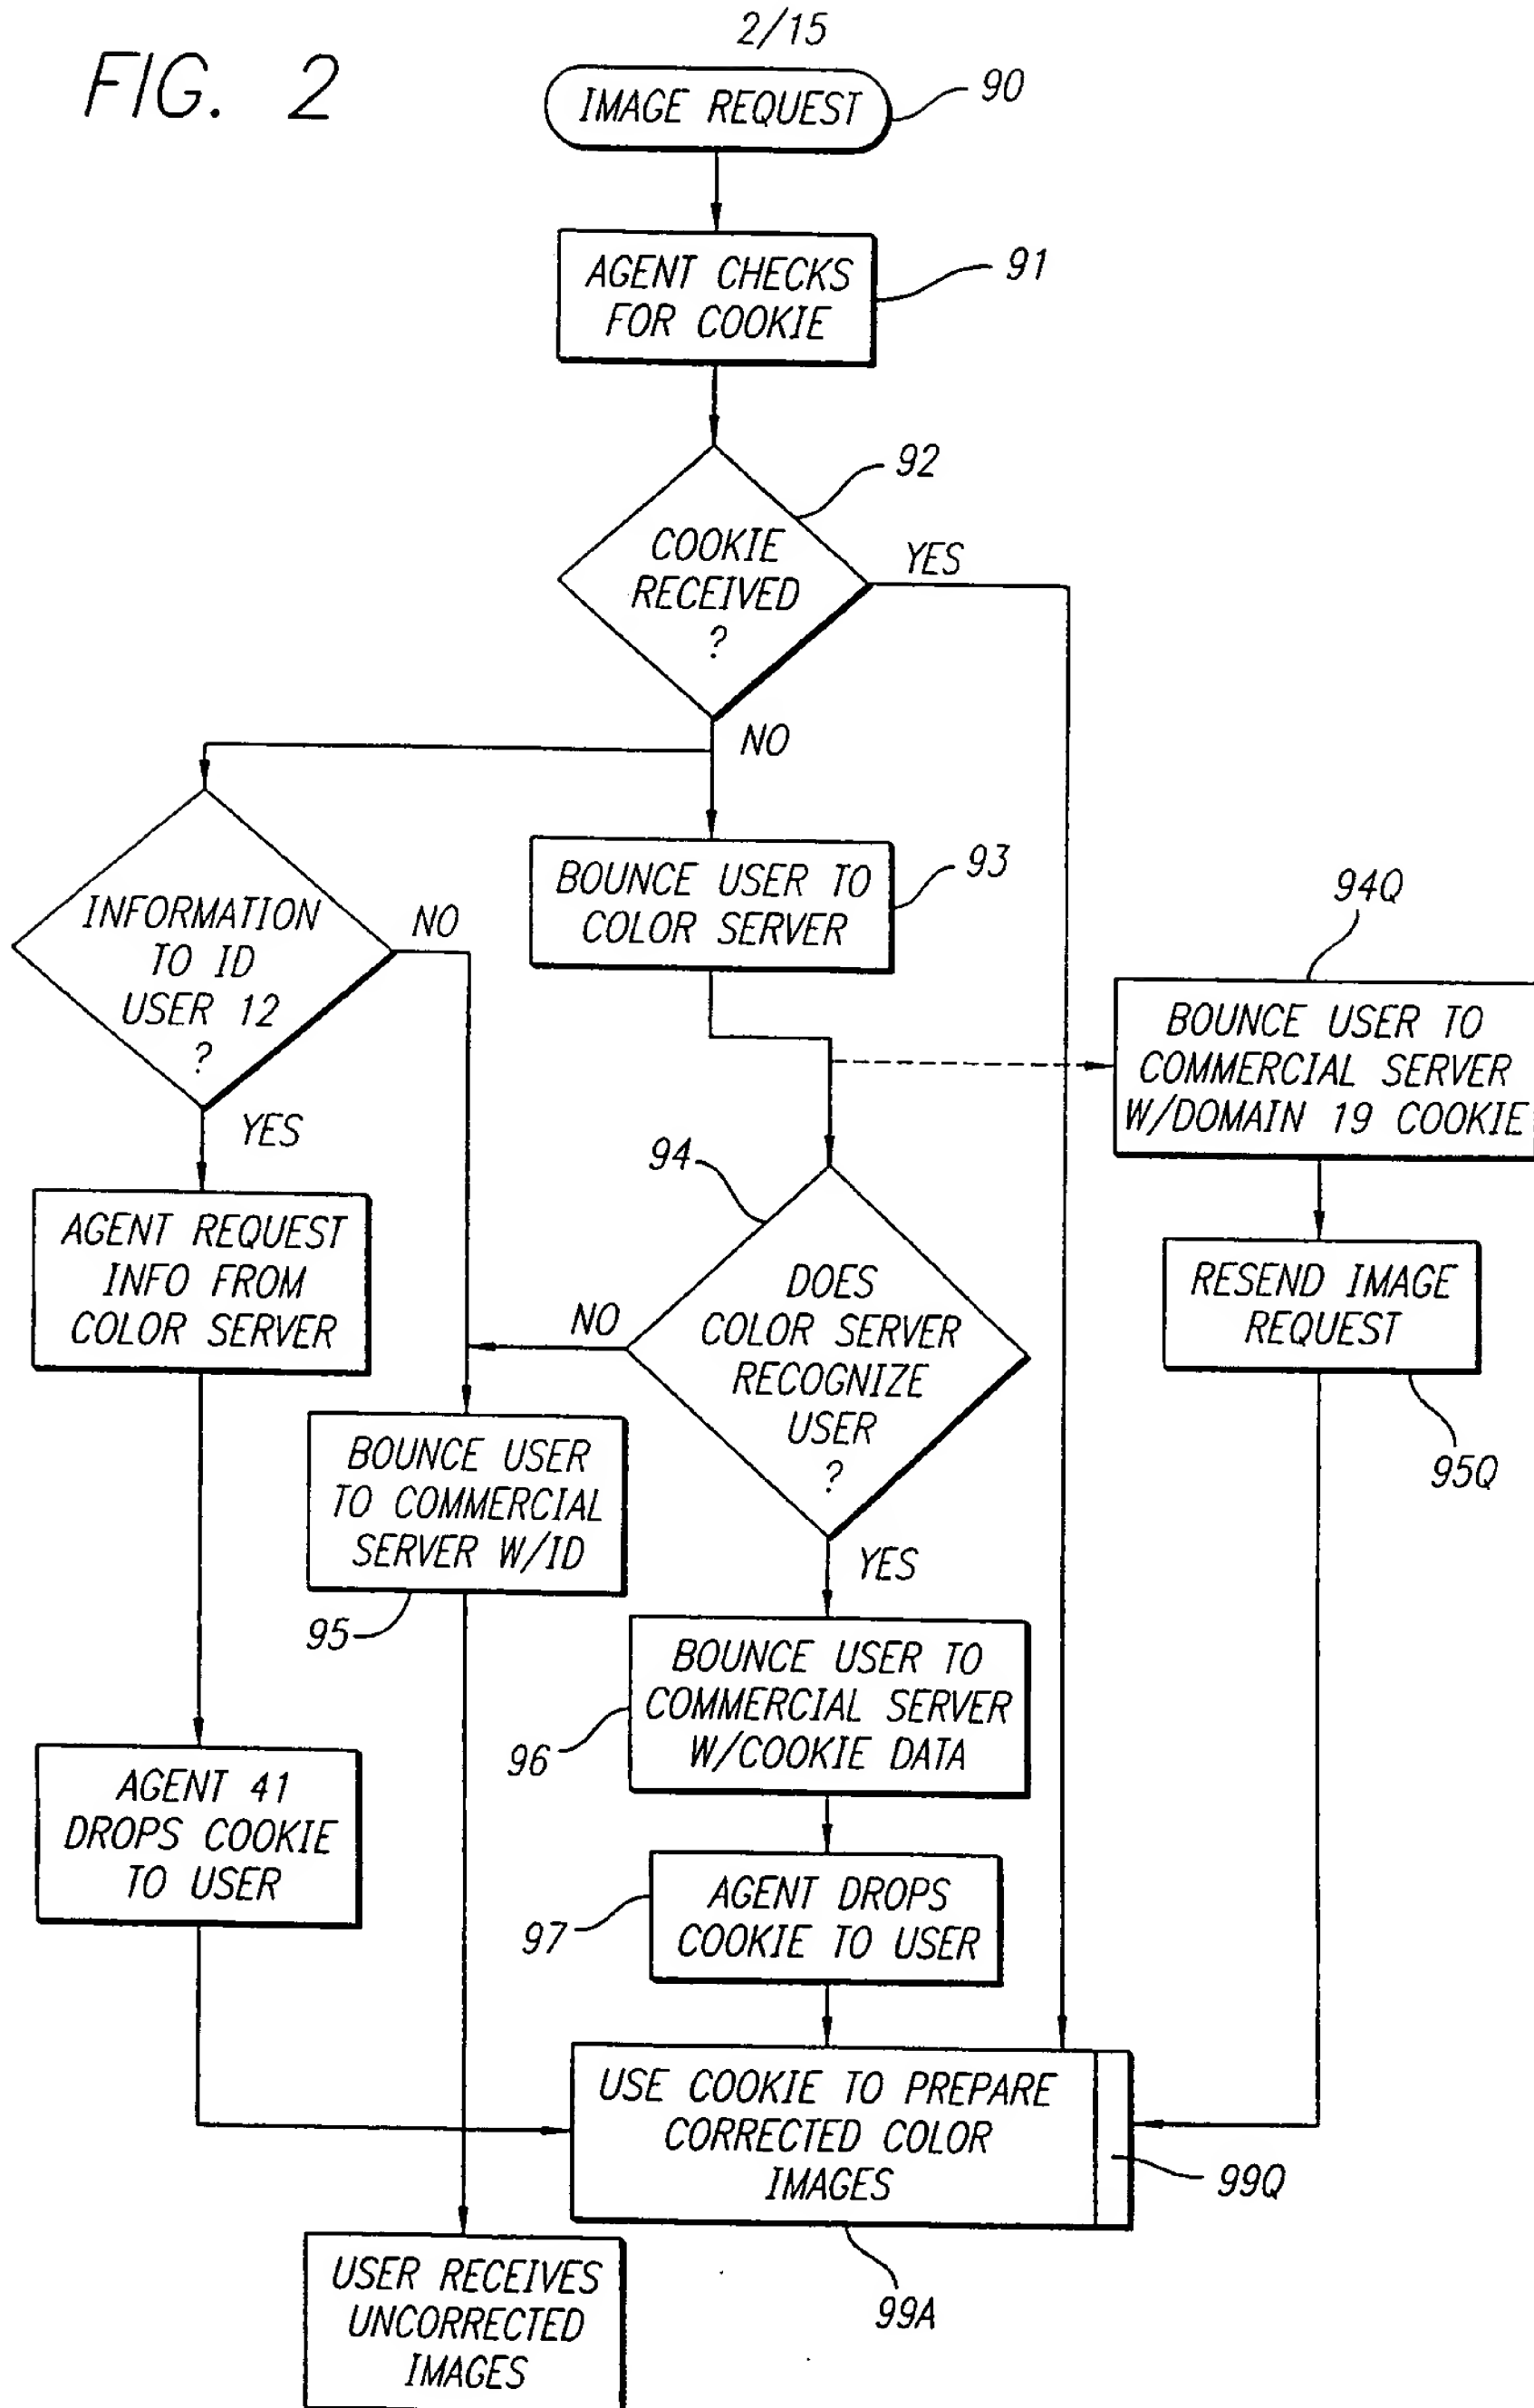 2/15
FIG. 2
IMAGE REQUEST
90
AGENT CHECKS
FOR COOKIE
91
92
COOKIE
RECEIVED
?
YES
NO
INFORMATION
TO ID
USER 12
?
NO
YES
BOUNCE USER TO
COLOR SERVER
93
94Q
BOUNCE USER TO
COMMERCIAL SERVER
W/DOMAIN 19 COOKIE
AGENT REQUEST
INFO FROM
COLOR SERVER
94
DOES
COLOR SERVER
RECOGNIZE
USER
?
NO
YES
RESEND IMAGE
REQUEST
95Q
BOUNCE USER
TO COMMERCIAL
SERVER W/ID
95
BOUNCE USER TO
COMMERCIAL SERVER
W/COOKIE DATA
96
AGENT 41
DROPS COOKIE
TO USER
AGENT DROPS
COOKIE TO USER
97
USE COOKIE TO PREPARE
CORRECTED COLOR
IMAGES
99Q
99A
USER RECEIVES
UNCORRECTED
IMAGES